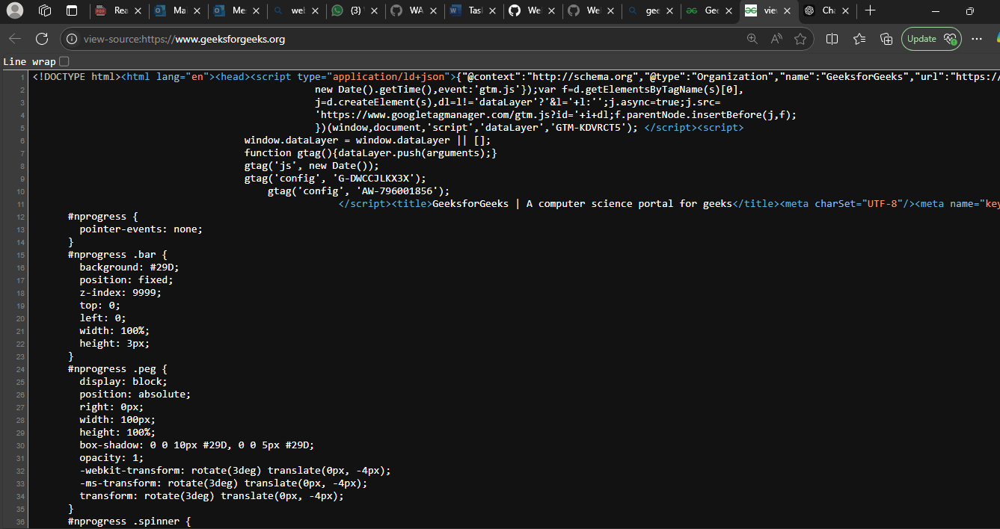 Rea
Ma
Me
wel
(3)
WA
Tas
We
We
gee
Gee
vie
Cha
view-source:https://www.geeksforgeeks.org
Update
Line wrap
1 <!DOCTYPE html><html lang="en"><head><script type="application/ld+json">{"@context":"http://schema.org","@type":"Organization","name":"GeeksforGeeks","url":"https:/
2 new Date().getTime(),event:'gtm.js'});var f=d.getElementsByTagName(s)[0],
3 j=d.createElement(s),dl=l!='dataLayer'?'&l='+l:'';j.async=true;j.src=
4 'https://www.googletagmanager.com/gtm.js?id='+i+dl;f.parentNode.insertBefore(j,f);
5 })(window,document,'script','dataLayer','GTM-KDVRCT5'); </script><script>
6 window.dataLayer = window.dataLayer || [];
7 function gtag(){dataLayer.push(arguments);}
8 gtag('js', new Date());
9 gtag('config', 'G-DWCCJLKX3X');
10 gtag('config', 'AW-796001856');
11 </script><title>GeeksforGeeks | A computer science portal for geeks</title><meta charSet="UTF-8"/><meta name="key
12 #nprogress {
13 pointer-events: none;
14 }
15 #nprogress .bar {
16 background: #29D;
17 position: fixed;
18 z-index: 9999;
19 top: 0;
20 left: 0;
21 width: 100%;
22 height: 3px;
23 }
24 #nprogress .peg {
25 display: block;
26 position: absolute;
27 right: 0px;
28 width: 100px;
29 height: 100%;
30 box-shadow: 0 0 10px #29D, 0 0 5px #29D;
31 opacity: 1;
32 -webkit-transform: rotate(3deg) translate(0px, -4px);
33 -ms-transform: rotate(3deg) translate(0px, -4px);
34 transform: rotate(3deg) translate(0px, -4px);
35 }
36 #nprogress .spinner {